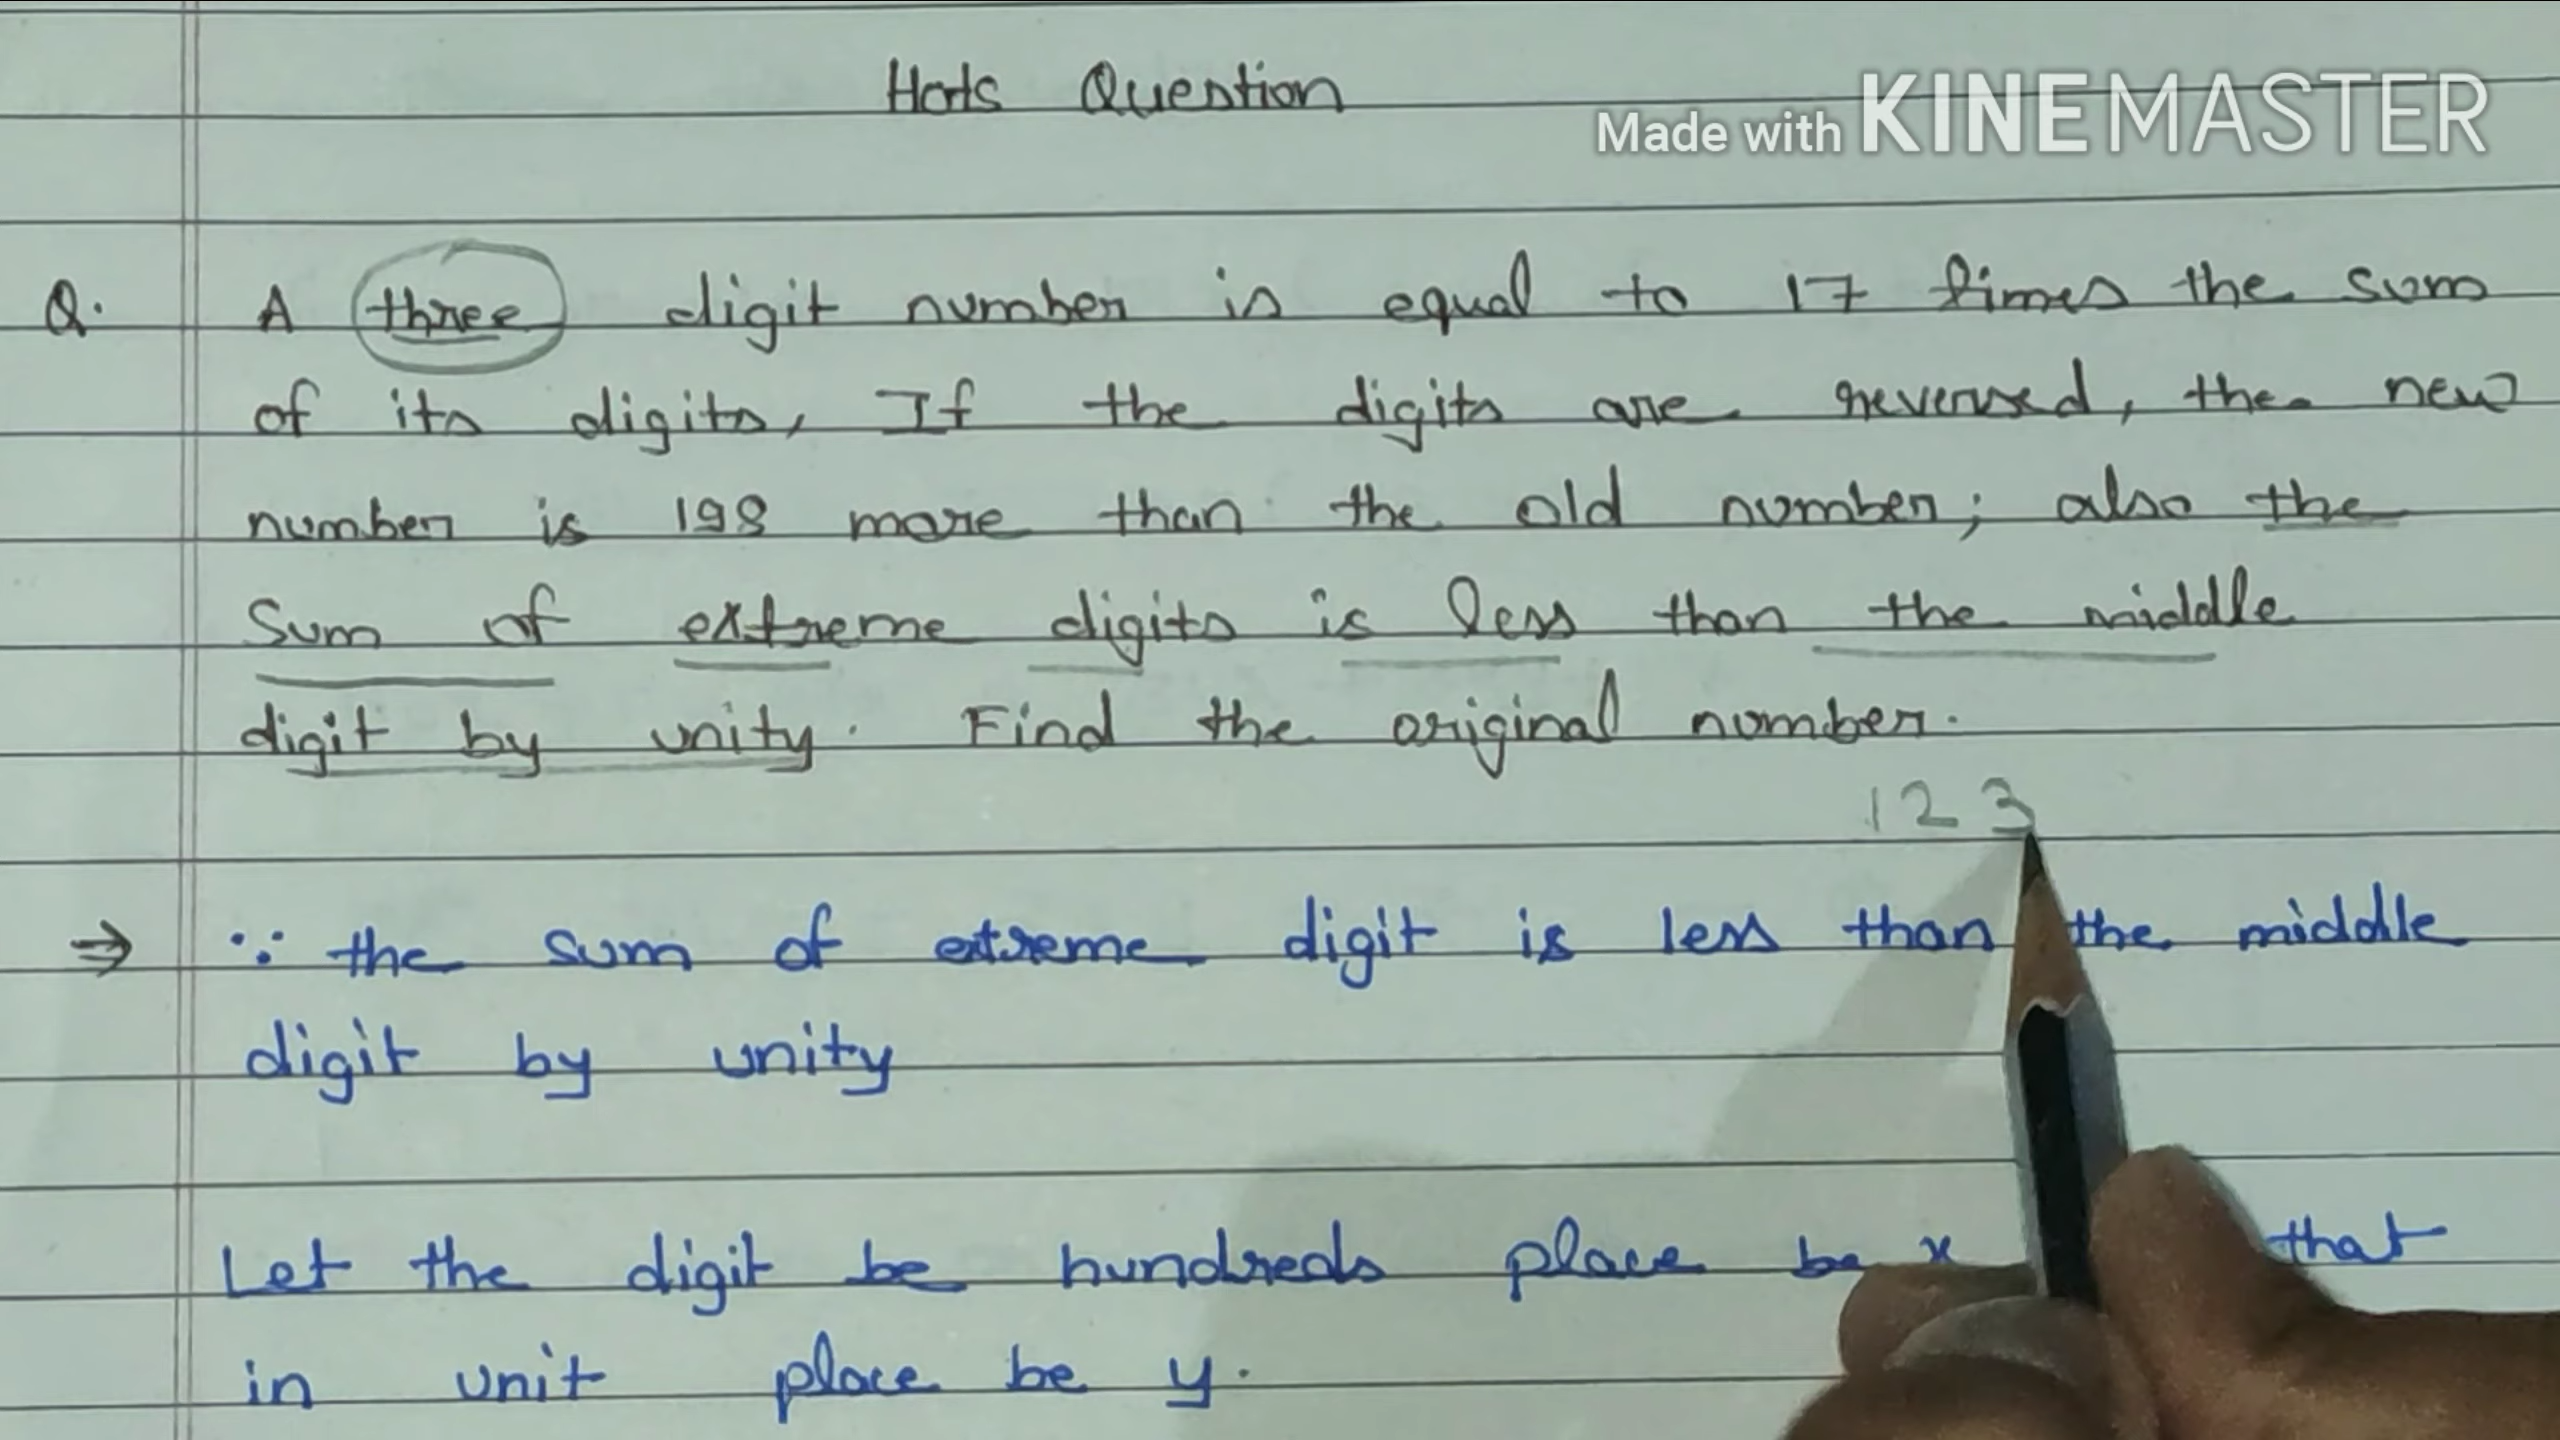 Hots Question
Made with KINEMASTER
Q. A three digit number is equal to 17 times the sum
of its digits, If the digits are reversed, the new
number is 198 more than the old number; also the
Sum of extreme digits is less than the middle
digit by unity. Find the original number.
123
⇒ ∵ the sum of extreme digit is less than the middle
digit by unity
Let the digit be hundreds place be x that
in unit place be y.